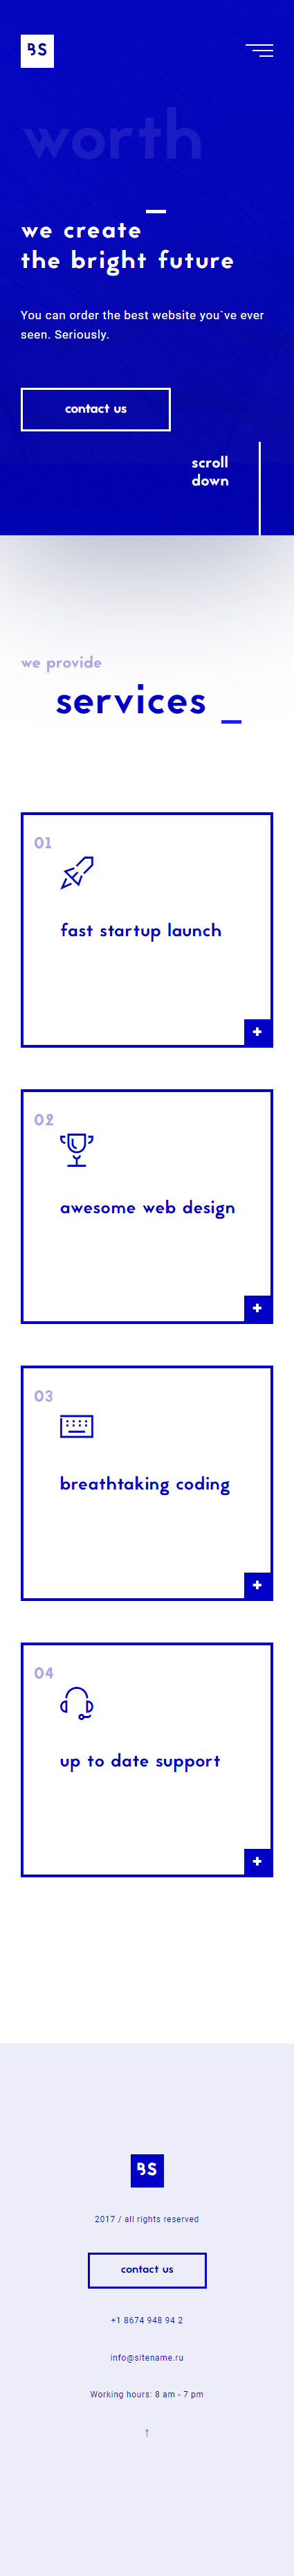 BS
worth
we create
the bright future
You can order the best website you`ve ever
seen. Seriously.
contact us
scroll
down
we provide
services _
01
fast startup launch
+
02
awesome web design
+
03
breathtaking coding
+
04
up to date support
+
BS
2017 / all rights reserved
contact us
+1 8674 948 94 2
info@sitename.ru
Working hours: 8 am - 7 pm
↑